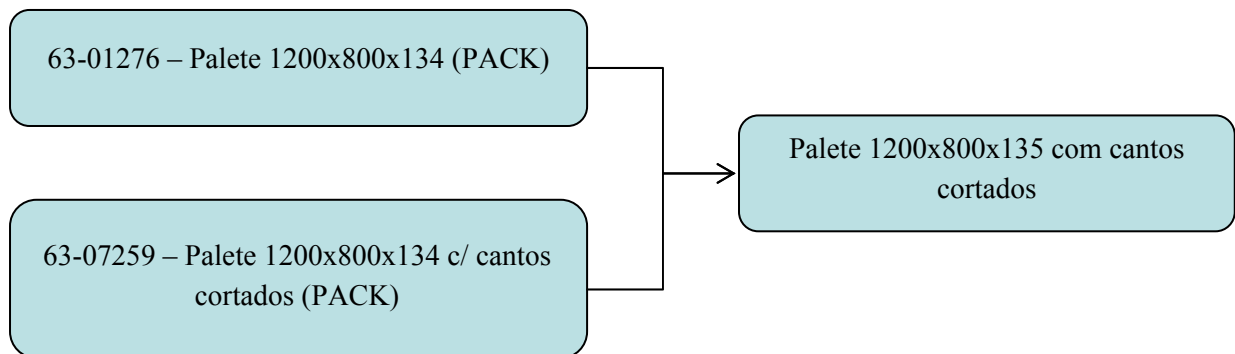 63-01276 – Palete 1200x800x134 (PACK)
63-07259 – Palete 1200x800x134 c/ cantos
cortados (PACK)
Palete 1200x800x135 com cantos
cortados